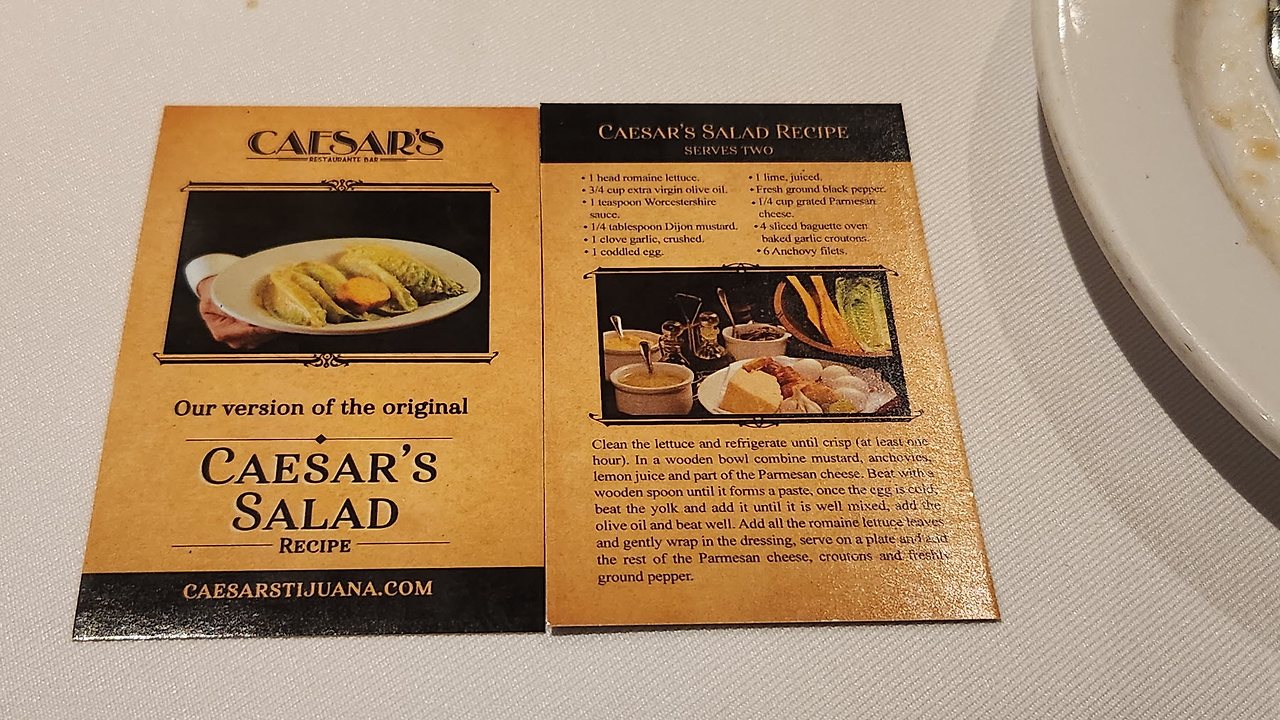 CAESAR'S
RESTAURANTE BAR
Our version of the original
CAESAR'S
SALAD
RECIPE
CAESARSTIJUANA.COM
CAESAR'S SALAD RECIPE
SERVES TWO
• 1 head romaine lettuce.
• 3/4 cup extra virgin olive oil.
• 1 teaspoon Worcestershire
sauce.
• 1/4 tablespoon Dijon mustard.
• 1 clove garlic, crushed.
• 1 coddled egg.
• 1 lime, juiced.
• Fresh ground black pepper.
• 1/4 cup grated Parmesan
cheese.
• 4 sliced baguette oven
baked garlic croutons.
• 6 Anchovy filets.
Clean the lettuce and refrigerate until crisp (at least one
hour). In a wooden bowl combine mustard, anchovies,
lemon juice and part of the Parmesan cheese. Beat with a
wooden spoon until it forms a paste, once the egg is cold,
beat the yolk and add it until it is well mixed, add the
olive oil and beat well. Add all the romaine lettuce leaves
and gently wrap in the dressing, serve on a plate and add
the rest of the Parmesan cheese, croutons and freshly
ground pepper.